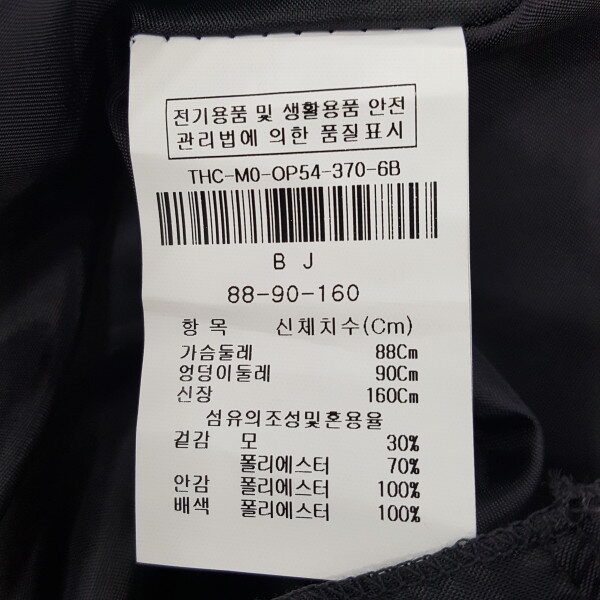 전기용품 및 생활용품 안전
관리법에 의한 품질표시
THC-M0-OP54-370-6B
B J
88-90-160
항 목 신체치수(Cm)
가슴둘레 88Cm
엉덩이둘레 90Cm
신장 160Cm
섬유의조성및혼용율
겉감 모 30%
폴리에스터 70%
안감 폴리에스터 100%
배색 폴리에스터 100%